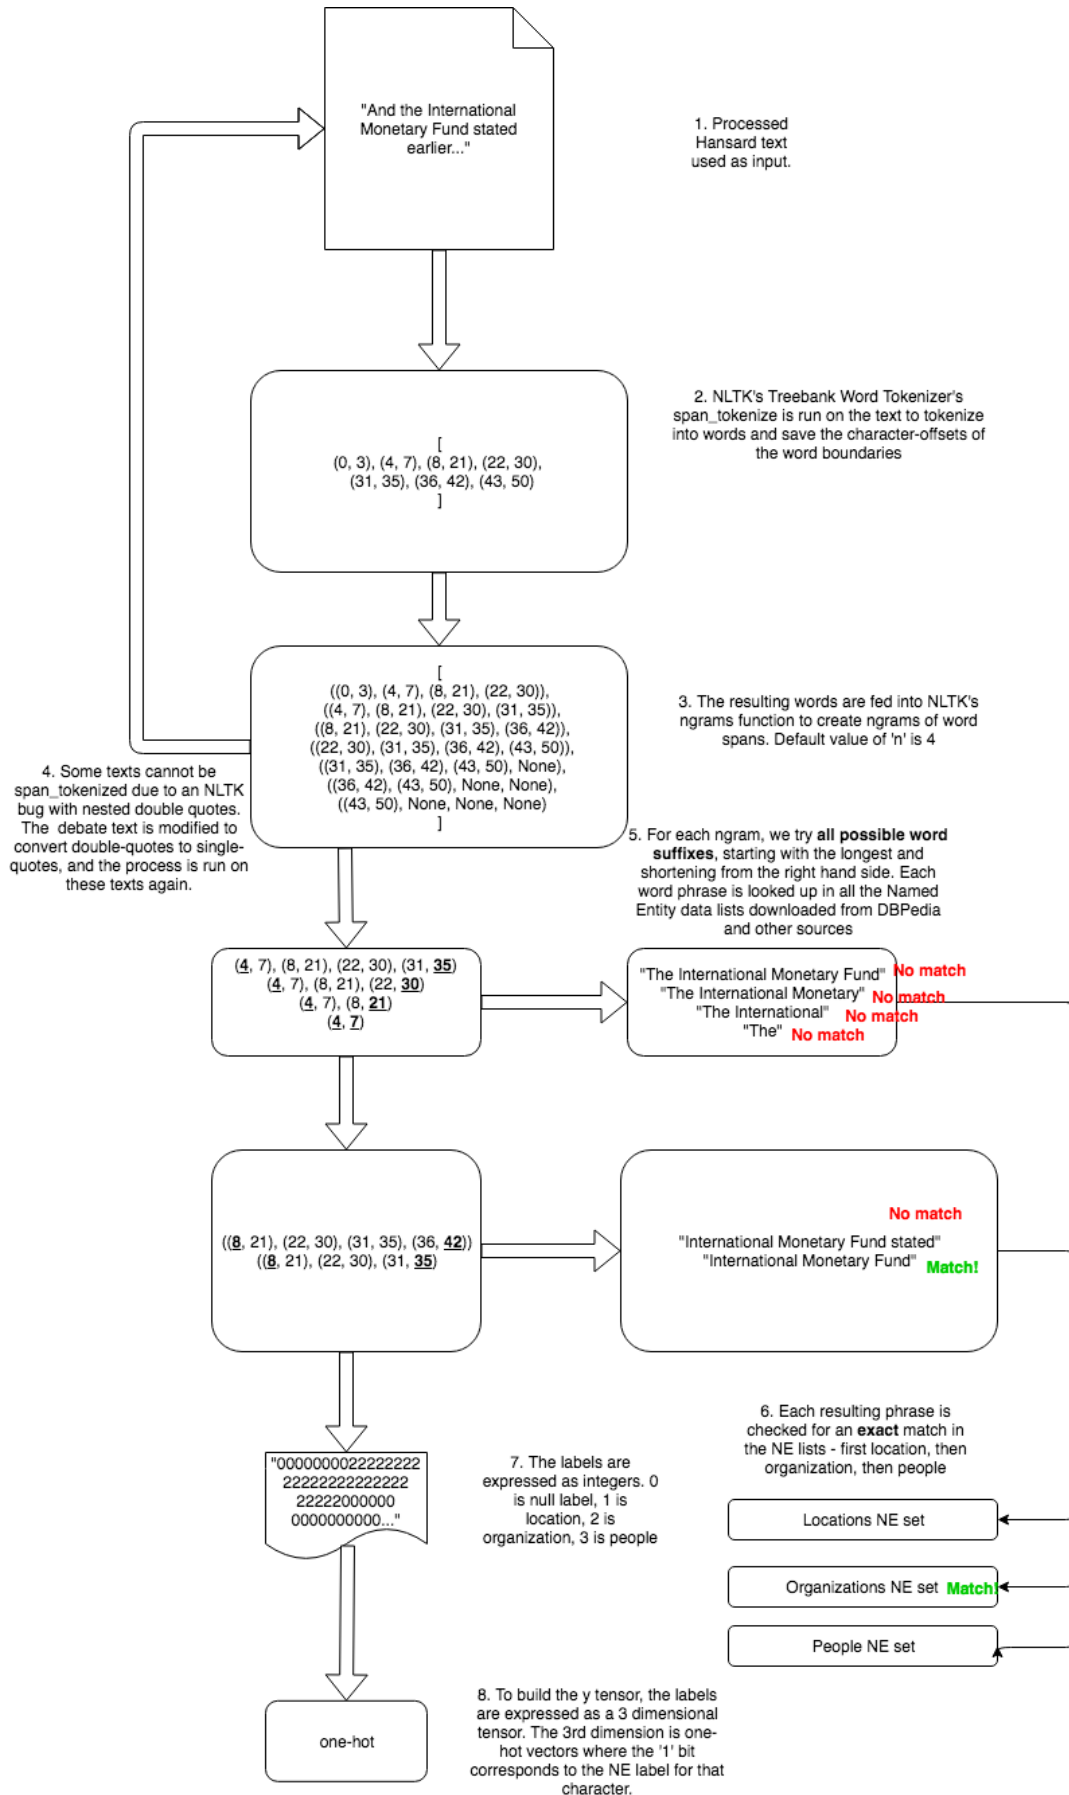 "And the International
Monetary Fund stated
earlier..."
1. Processed
Hansard text
used as input.
2. NLTK's Treebank Word Tokenizer's
span_tokenize is run on the text to tokenize
into words and save the character-offsets of
the word boundaries
[
(0, 3), (4, 7), (8, 21), (22, 30),
(31, 35), (36, 42), (43, 50)
]
[
((0, 3), (4, 7), (8, 21), (22, 30)),
((4, 7), (8, 21), (22, 30), (31, 35)),
((8, 21), (22, 30), (31, 35), (36, 42)),
((22, 30), (31, 35), (36, 42), (43, 50)),
((31, 35), (36, 42), (43, 50), None),
((36, 42), (43, 50), None, None),
((43, 50), None, None, None)
]
3. The resulting words are fed into NLTK's
ngrams function to create ngrams of word
spans. Default value of 'n' is 4
4. Some texts cannot be
span_tokenized due to an NLTK
bug with nested double quotes.
The  debate text is modified to
convert double-quotes to single-
quotes, and the process is run on
these texts again.
5. For each ngram, we try all possible word
suffixes, starting with the longest and
shortening from the right hand side. Each
word phrase is looked up in all the Named
Entity data lists downloaded from DBPedia
and other sources
(4, 7), (8, 21), (22, 30), (31, 35)
(4, 7), (8, 21), (22, 30)
(4, 7), (8, 21)
(4, 7)
"The International Monetary Fund" No match
"The International Monetary" No match
"The International" No match
"The" No match
((8, 21), (22, 30), (31, 35), (36, 42))
((8, 21), (22, 30), (31, 35)
No match
"International Monetary Fund stated"
"International Monetary Fund" Match!
6. Each resulting phrase is
checked for an exact match in
the NE lists - first location, then
organization, then people
"0000000022222222
222222222222222
22222000000
0000000000..."
7. The labels are
expressed as integers. 0
is null label, 1 is
location, 2 is
organization, 3 is people
Locations NE set
Organizations NE set Match!
People NE set
one-hot
8. To build the y tensor, the labels
are expressed as a 3 dimensional
tensor. The 3rd dimension is one-
hot vectors where the '1' bit
corresponds to the NE label for that
character.